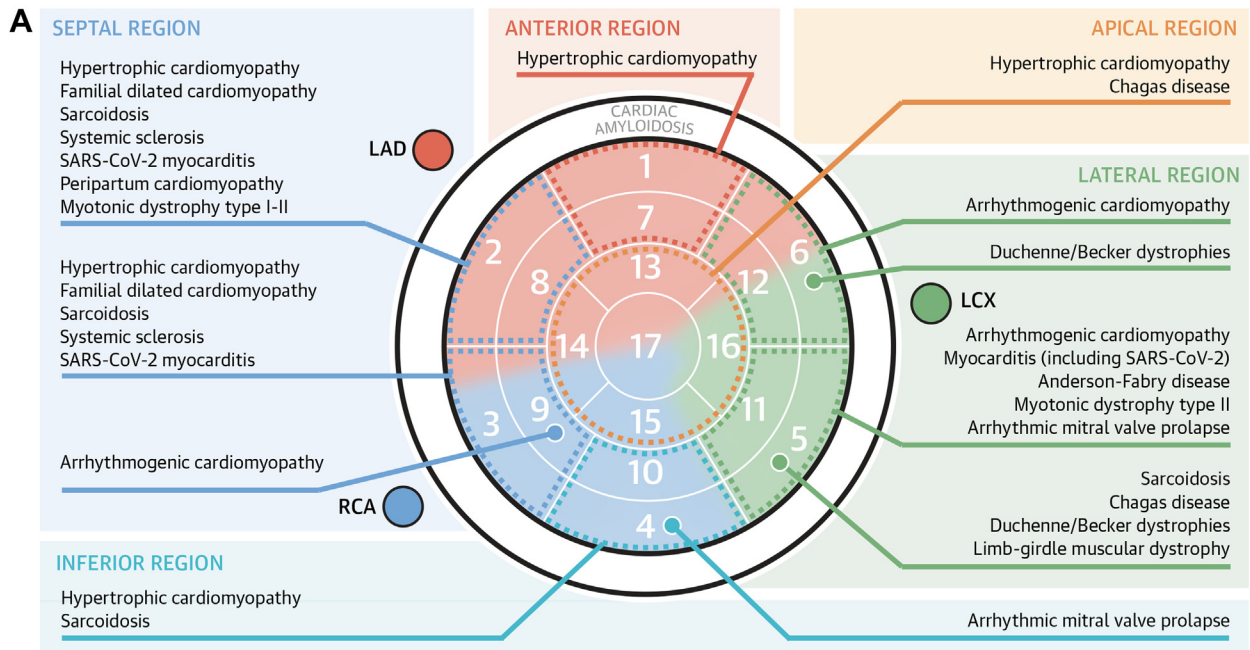 A
SEPTAL REGION
Hypertrophic cardiomyopathy
Familial dilated cardiomyopathy
Sarcoidosis
Systemic sclerosis
SARS-CoV-2 myocarditis
Peripartum cardiomyopathy
Myotonic dystrophy type I-II
Hypertrophic cardiomyopathy
Familial dilated cardiomyopathy
Sarcoidosis
Systemic sclerosis
SARS-CoV-2 myocarditis
Arrhythmogenic cardiomyopathy
LAD
RCA
ANTERIOR REGION
Hypertrophic cardiomyopathy
CARDIAC
AMYLOIDOSIS
1
7
2
6
13
8
12
14
17
16
9
11
3
15
5
10
4
APICAL REGION
Hypertrophic cardiomyopathy
Chagas disease
LATERAL REGION
Arrhythmogenic cardiomyopathy
Duchenne/Becker dystrophies
LCX
Arrhythmogenic cardiomyopathy
Myocarditis (including SARS-CoV-2)
Anderson-Fabry disease
Myotonic dystrophy type II
Arrhythmic mitral valve prolapse
Sarcoidosis
Chagas disease
Duchenne/Becker dystrophies
Limb-girdle muscular dystrophy
INFERIOR REGION
Hypertrophic cardiomyopathy
Sarcoidosis
Arrhythmic mitral valve prolapse